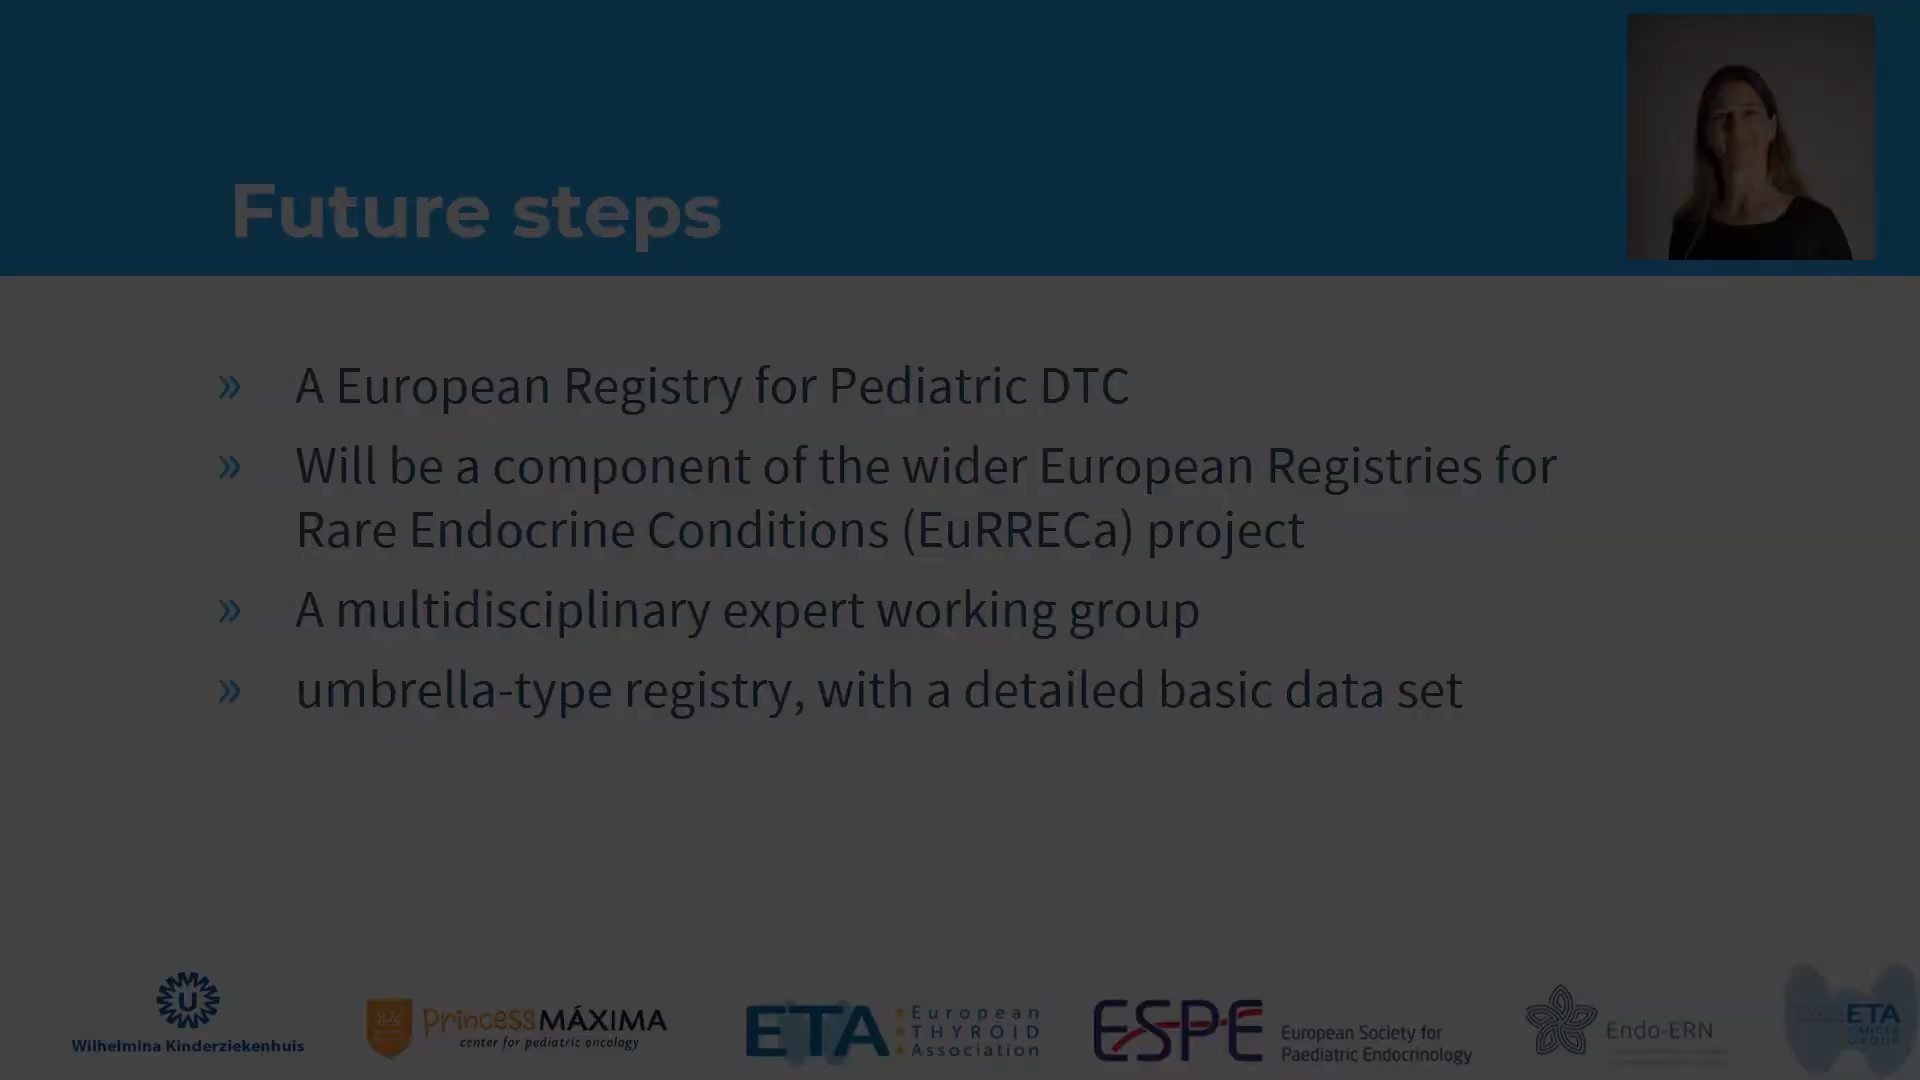 Future steps
» A European Registry for Pediatric DTC
» Will be a component of the wider European Registries for
Rare Endocrine Conditions (EuRRECa) project
» A multidisciplinary expert working group
» umbrella-type registry, with a detailed basic data set
U
Wilhelmina Kinderziekenhuis
Princess MÁXIMA
center for pediatric oncology
ETA
European
THYROID
Association
ESPE
European Society for
Paediatric Endocrinology
Endo-ERN
ETA